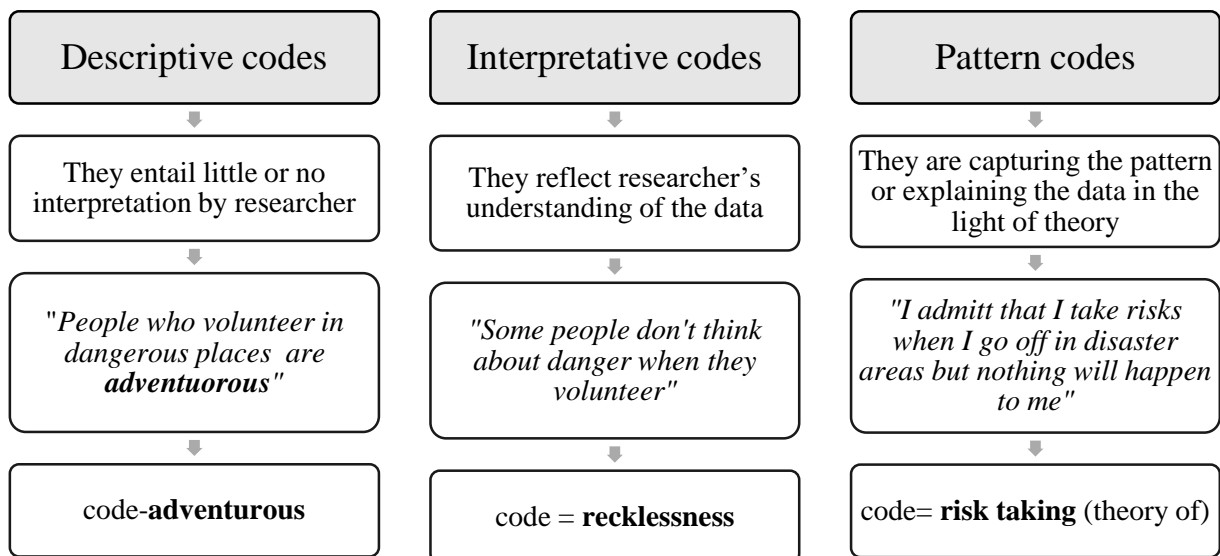 Descriptive codes
They entail little or no
interpretation by researcher
"People who volunteer in
dangerous places are
adventuorous"
code-adventurous
Interpretative codes
They reflect researcher’s
understanding of the data
"Some people don't think
about danger when they
volunteer"
code = recklessness
Pattern codes
They are capturing the pattern
or explaining the data in the
light of theory
"I admitt that I take risks
when I go off in disaster
areas but nothing will happen
to me"
code= risk taking (theory of)